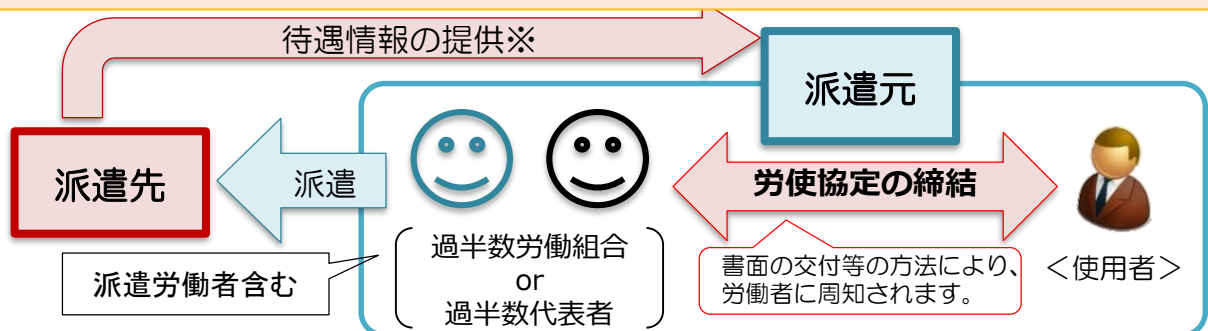 待遇情報の提供※
派遣元
派遣先
派遣
労使協定の締結
過半数労働組合
or
過半数代表者
派遣労働者含む
書面の交付等の方法により、
労働者に周知されます。
＜使用者＞